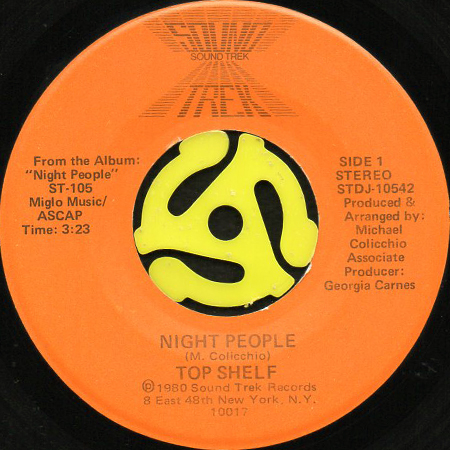 SOUND
SOUND TREK
TREK
From the Album:
"Night People"
ST-105
Miglo Music/
ASCAP
Time: 3:23
SIDE 1
STEREO
STDJ-10542
Produced &
Arranged by:
Michael
Colicchio
Associate
Producer:
Georgia Carnes
NIGHT PEOPLE
(M. Colicchio)
TOP SHELF
℗1980 Sound Trek Records
8 East 48th New York, N.Y.
10017